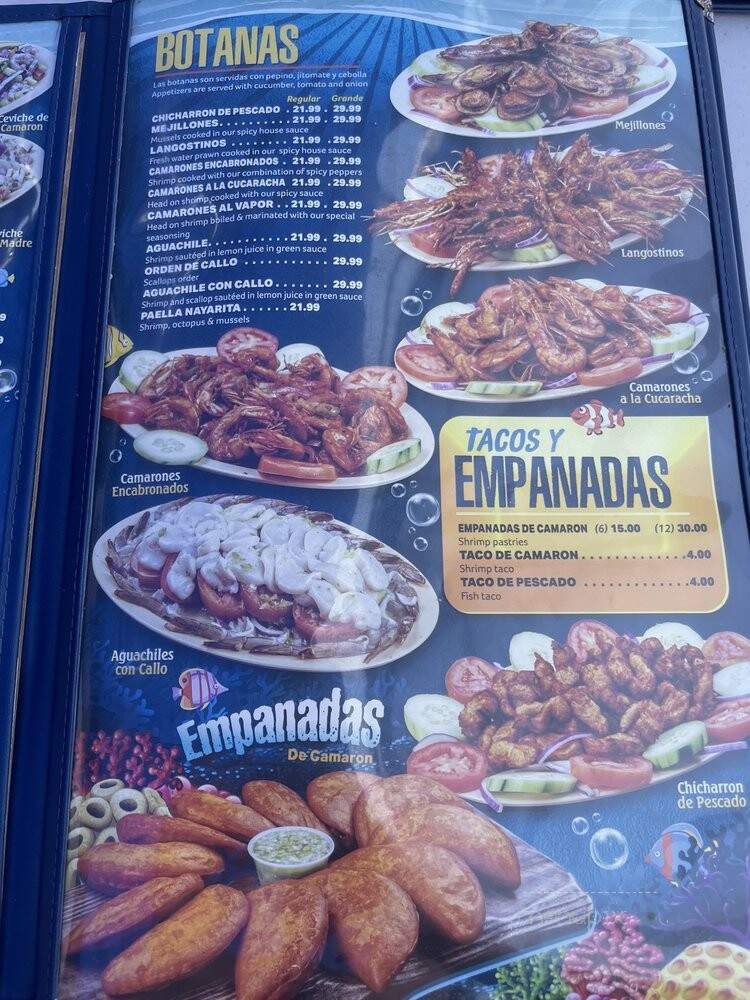 Ceviche de
Camaron
viche
Madre
9
9
9
BOTANAS
Las botanas son servidas con pepino, jitomate y cebolla
Appetizers are served with cucumber, tomato and onion
Regular Grande
CHICHARRON DE PESCADO . 21.99 . 29.99
MEJILLONES. . . . . . . . . . 21.99 . 29.99
Mussels cooked in our spicy house sauce
LANGOSTINOS . . . . . . . . 21.99 . 29.99
Fresh water prawn cooked in our spicy house sauce
CAMARONES ENCABRONADOS . 21.99 . 29.99
Shrimp cooked with our combination of spicy peppers
CAMARONES A LA CUCARACHA 21.99 . 29.99
Head on shrimp cooked with our spicy sauce
CAMARONES AL VAPOR . . 21.99 . 29.99
Head on shrimp boiled & marinated with our special
seasonsing
AGUACHILE. . . . . . . . . . . 21.99 . 29.99
Shrimp sautéed in lemon juice in green sauce
ORDEN DE CALLO . . . . . . . . . . . . 29.99
Scallops order
AGUACHILE CON CALLO . . . . . . . 29.99
Shrimp and scallop sautéed in lemon juice in green sauce
PAELLA NAYARITA . . . . . . 21.99
Shrimp, octopus & mussels
Mejillones
Langostinos
Camarones
a la Cucaracha
Camarones
Encabronados
TACOS Y
EMPANADAS
EMPANADAS DE CAMARON (6) 15.00 (12) 30.00
Shrimp pastries
TACO DE CAMARON . . . . . . . . . . . . . 4.00
Shrimp taco
TACO DE PESCADO . . . . . . . . . . . . . 4.00
Fish taco
Aguachiles
con Callo
Empanadas
De Camaron
Chicharron
de Pescado